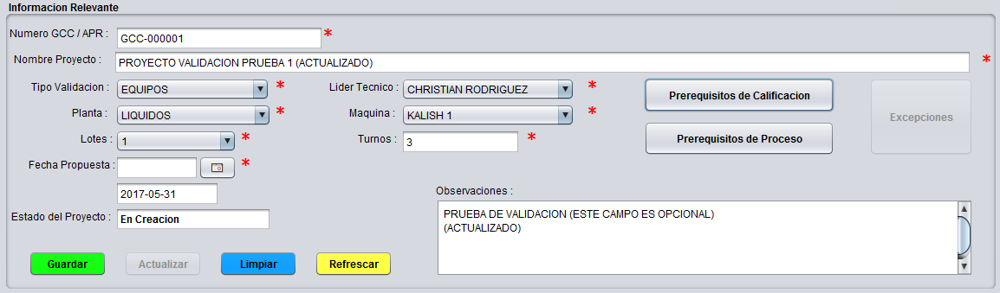 Informacion Relevante
Numero GCC / APR : GCC-000001 *
Nombre Proyecto : PROYECTO VALIDACION PRUEBA 1 (ACTUALIZADO) *
Tipo Validacion : EQUIPOS * Lider Tecnico : CHRISTIAN RODRIGUEZ * Prerequisitos de Calificacion
Planta : LIQUIDOS * Maquina : KALISH 1 * Excepciones
Lotes : 1 * Turnos : 3 * Prerequisitos de Proceso
Fecha Propuesta : *
2017-05-31 Observaciones :
Estado del Proyecto : En Creacion PRUEBA DE VALIDACION (ESTE CAMPO ES OPCIONAL)
(ACTUALIZADO)
Guardar Actualizar Limpiar Refrescar